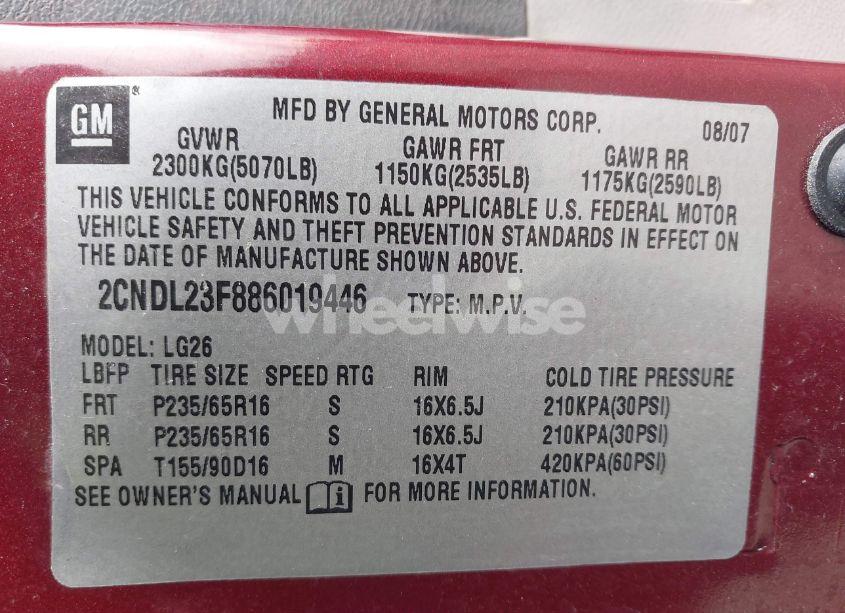 GM ®
MFD BY GENERAL MOTORS CORP. 08/07
GVWR GAWR FRT GAWR RR
2300KG(5070LB) 1150KG(2535LB) 1175KG(2590LB)
THIS VEHICLE CONFORMS TO ALL APPLICABLE U.S. FEDERAL MOTOR
VEHICLE SAFETY AND THEFT PREVENTION STANDARDS IN EFFECT ON
THE DATE OF MANUFACTURE SHOWN ABOVE.
2CNDL23F886019446 TYPE: M.P.V.
wheelwise
MODEL: LG26
LBFP TIRE SIZE SPEED RTG RIM COLD TIRE PRESSURE
FRT P235/65R16 S 16X6.5J 210KPA(30PSI)
RR P235/65R16 S 16X6.5J 210KPA(30PSI)
SPA T155/90D16 M 16X4T 420KPA(60PSI)
SEE OWNER'S MANUAL i FOR MORE INFORMATION.